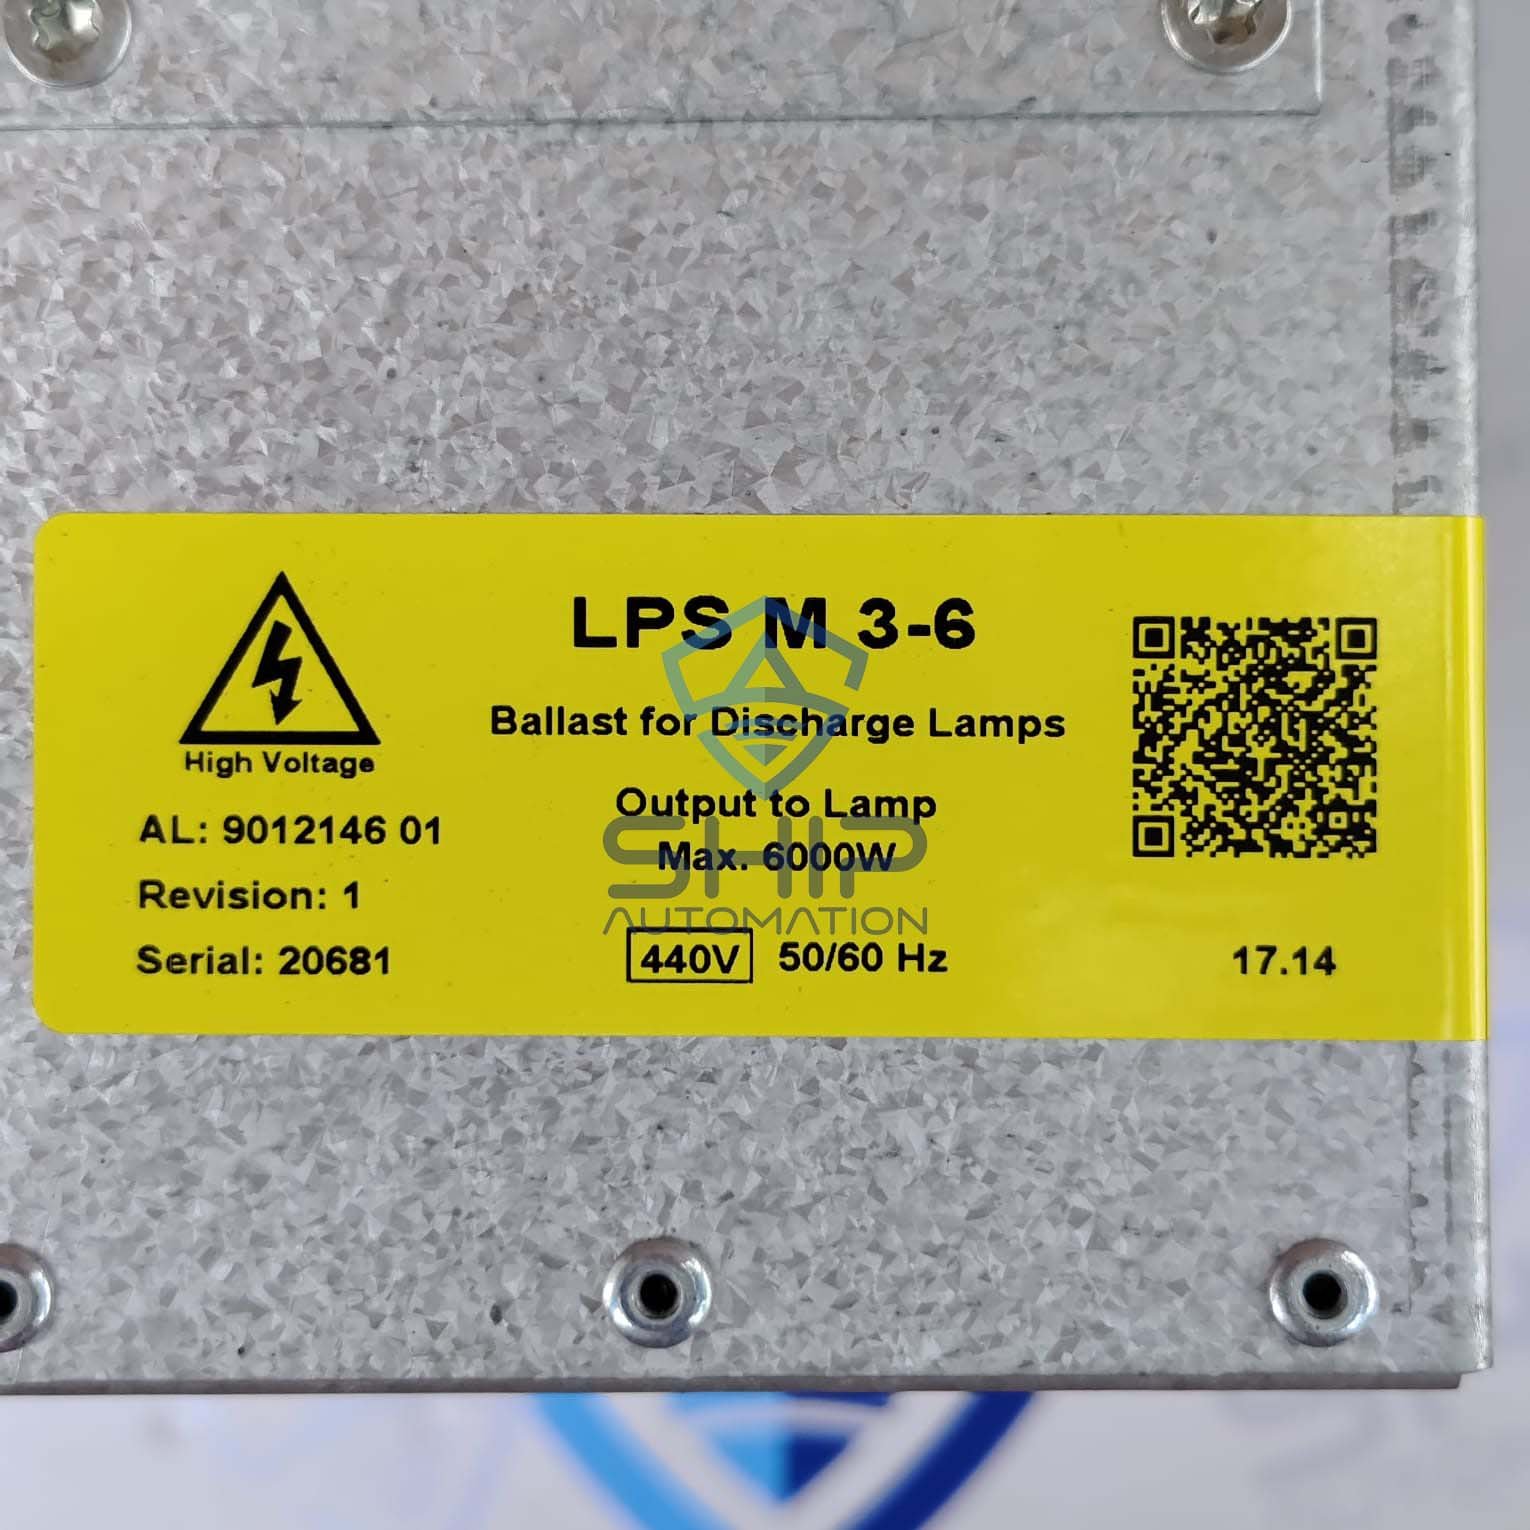 LPS M 3-6
Ballast for Discharge Lamps
High Voltage
Output to Lamp
AL: 9012146 01
Max. 6000W
SHIP
Revision: 1
AUTOMATION
Serial: 20681
440V 50/60 Hz
17.14